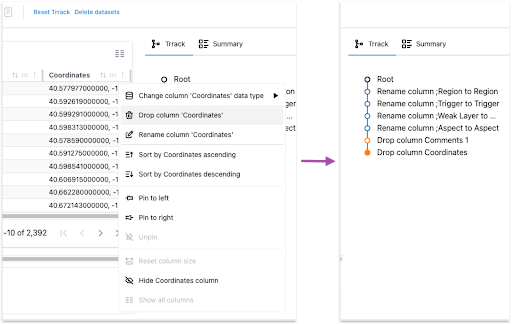 Reset Trrack Delete datasets
Trrack Summary
Coordinates
Root
40.577977000000, -1
40.592619000000, -1
40.599291000000, -1
40.598313000000, -1
40.578590000000, -1
40.591275000000, -1
40.598541000000, -1
40.606915000000, -1
40.662280000000, -1
40.672143000000, -1
-10 of 2,392
Change column 'Coordinates' data type
Drop column 'Coordinates'
Rename column 'Coordinates'
Sort by Coordinates ascending
Sort by Coordinates descending
Pin to left
Pin to right
Unpin
Reset column size
Hide Coordinates column
Show all columns
Trrack Summary
Root
Rename column ;Region to Region
Rename column ;Trigger to Trigger
Rename column ;Weak Layer to ...
Rename column ;Aspect to Aspect
Drop column Comments 1
Drop column Coordinates